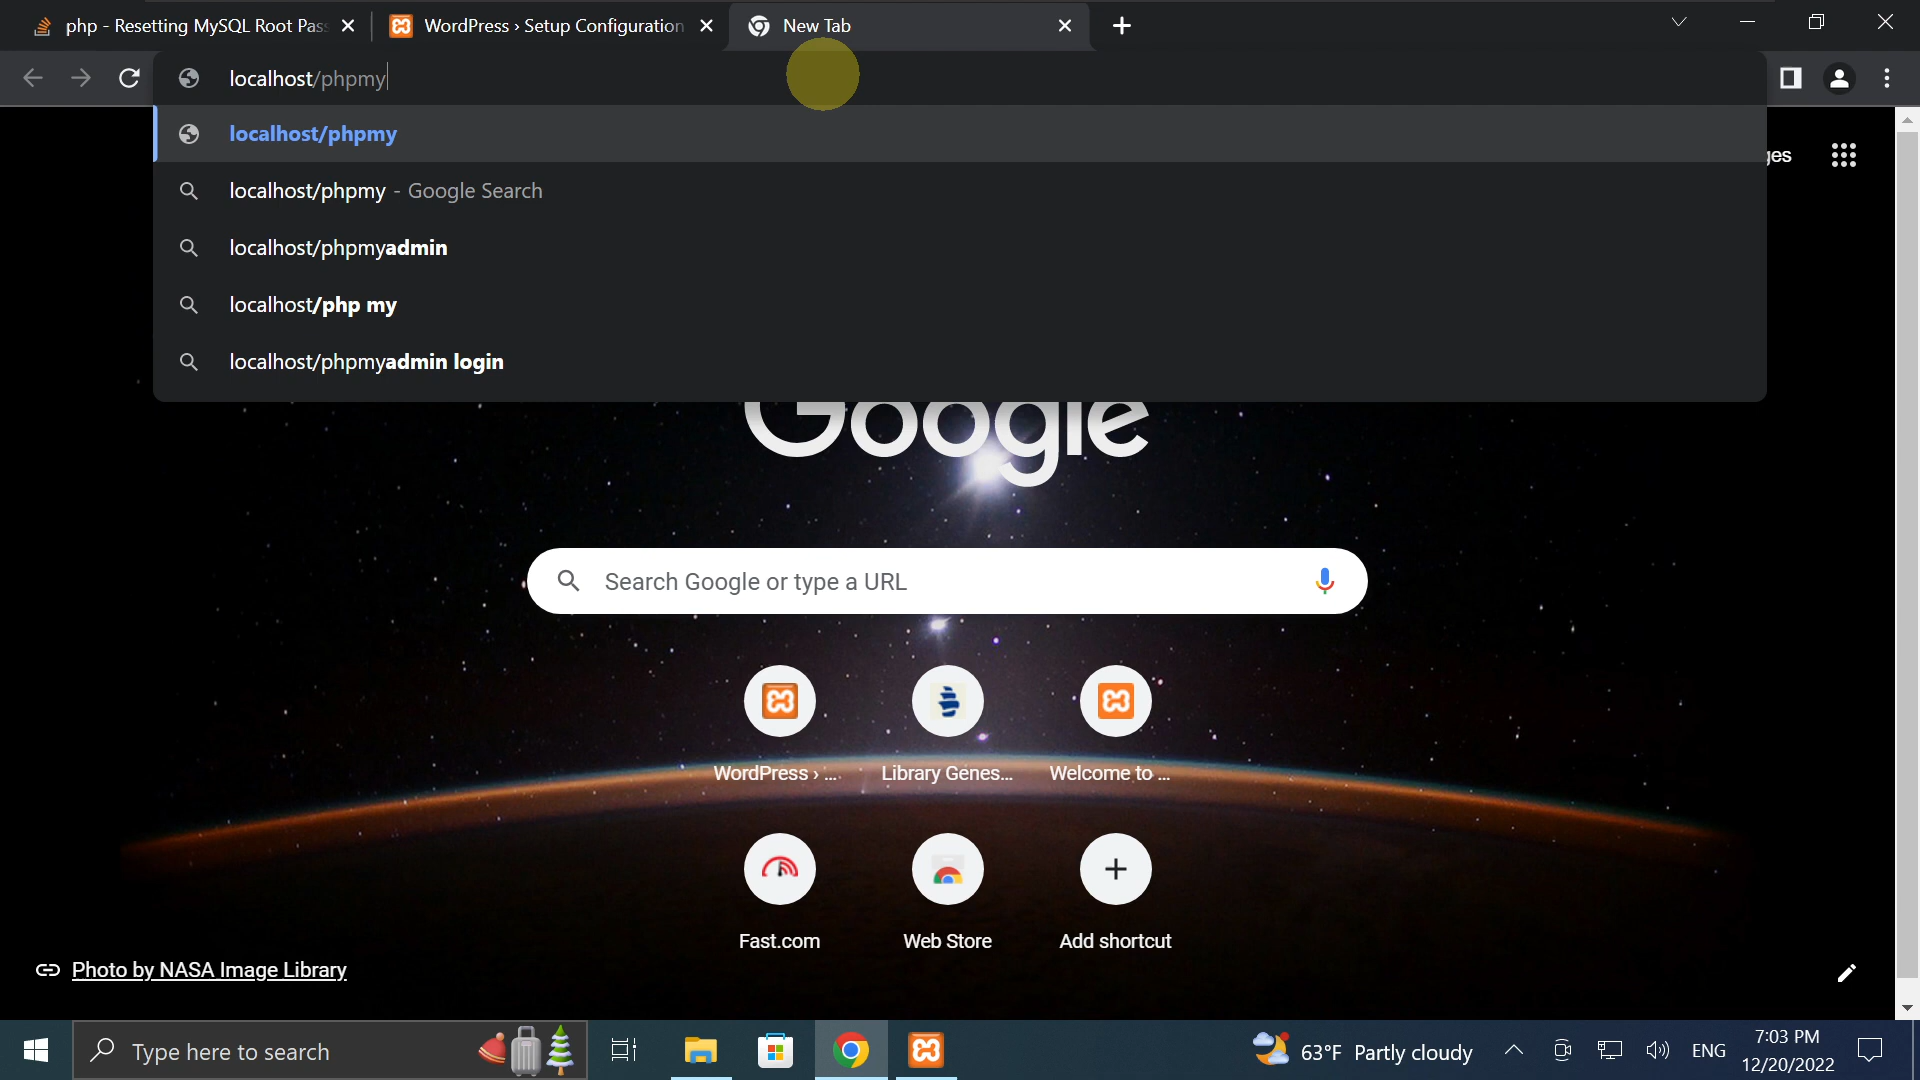 php - Resetting MySQL Root Pas
WordPress › Setup Configuration
New Tab
localhost/phpmy
localhost/phpmy
localhost/phpmy - Google Search
localhost/phpmyadmin
localhost/php my
localhost/phpmyadmin login
Google
Search Google or type a URL
WordPress › ...
Library Genes...
Welcome to ...
Fast.com
Web Store
Add shortcut
Photo by NASA Image Library
Type here to search
63°F Partly cloudy
ENG
7:03 PM
12/20/2022